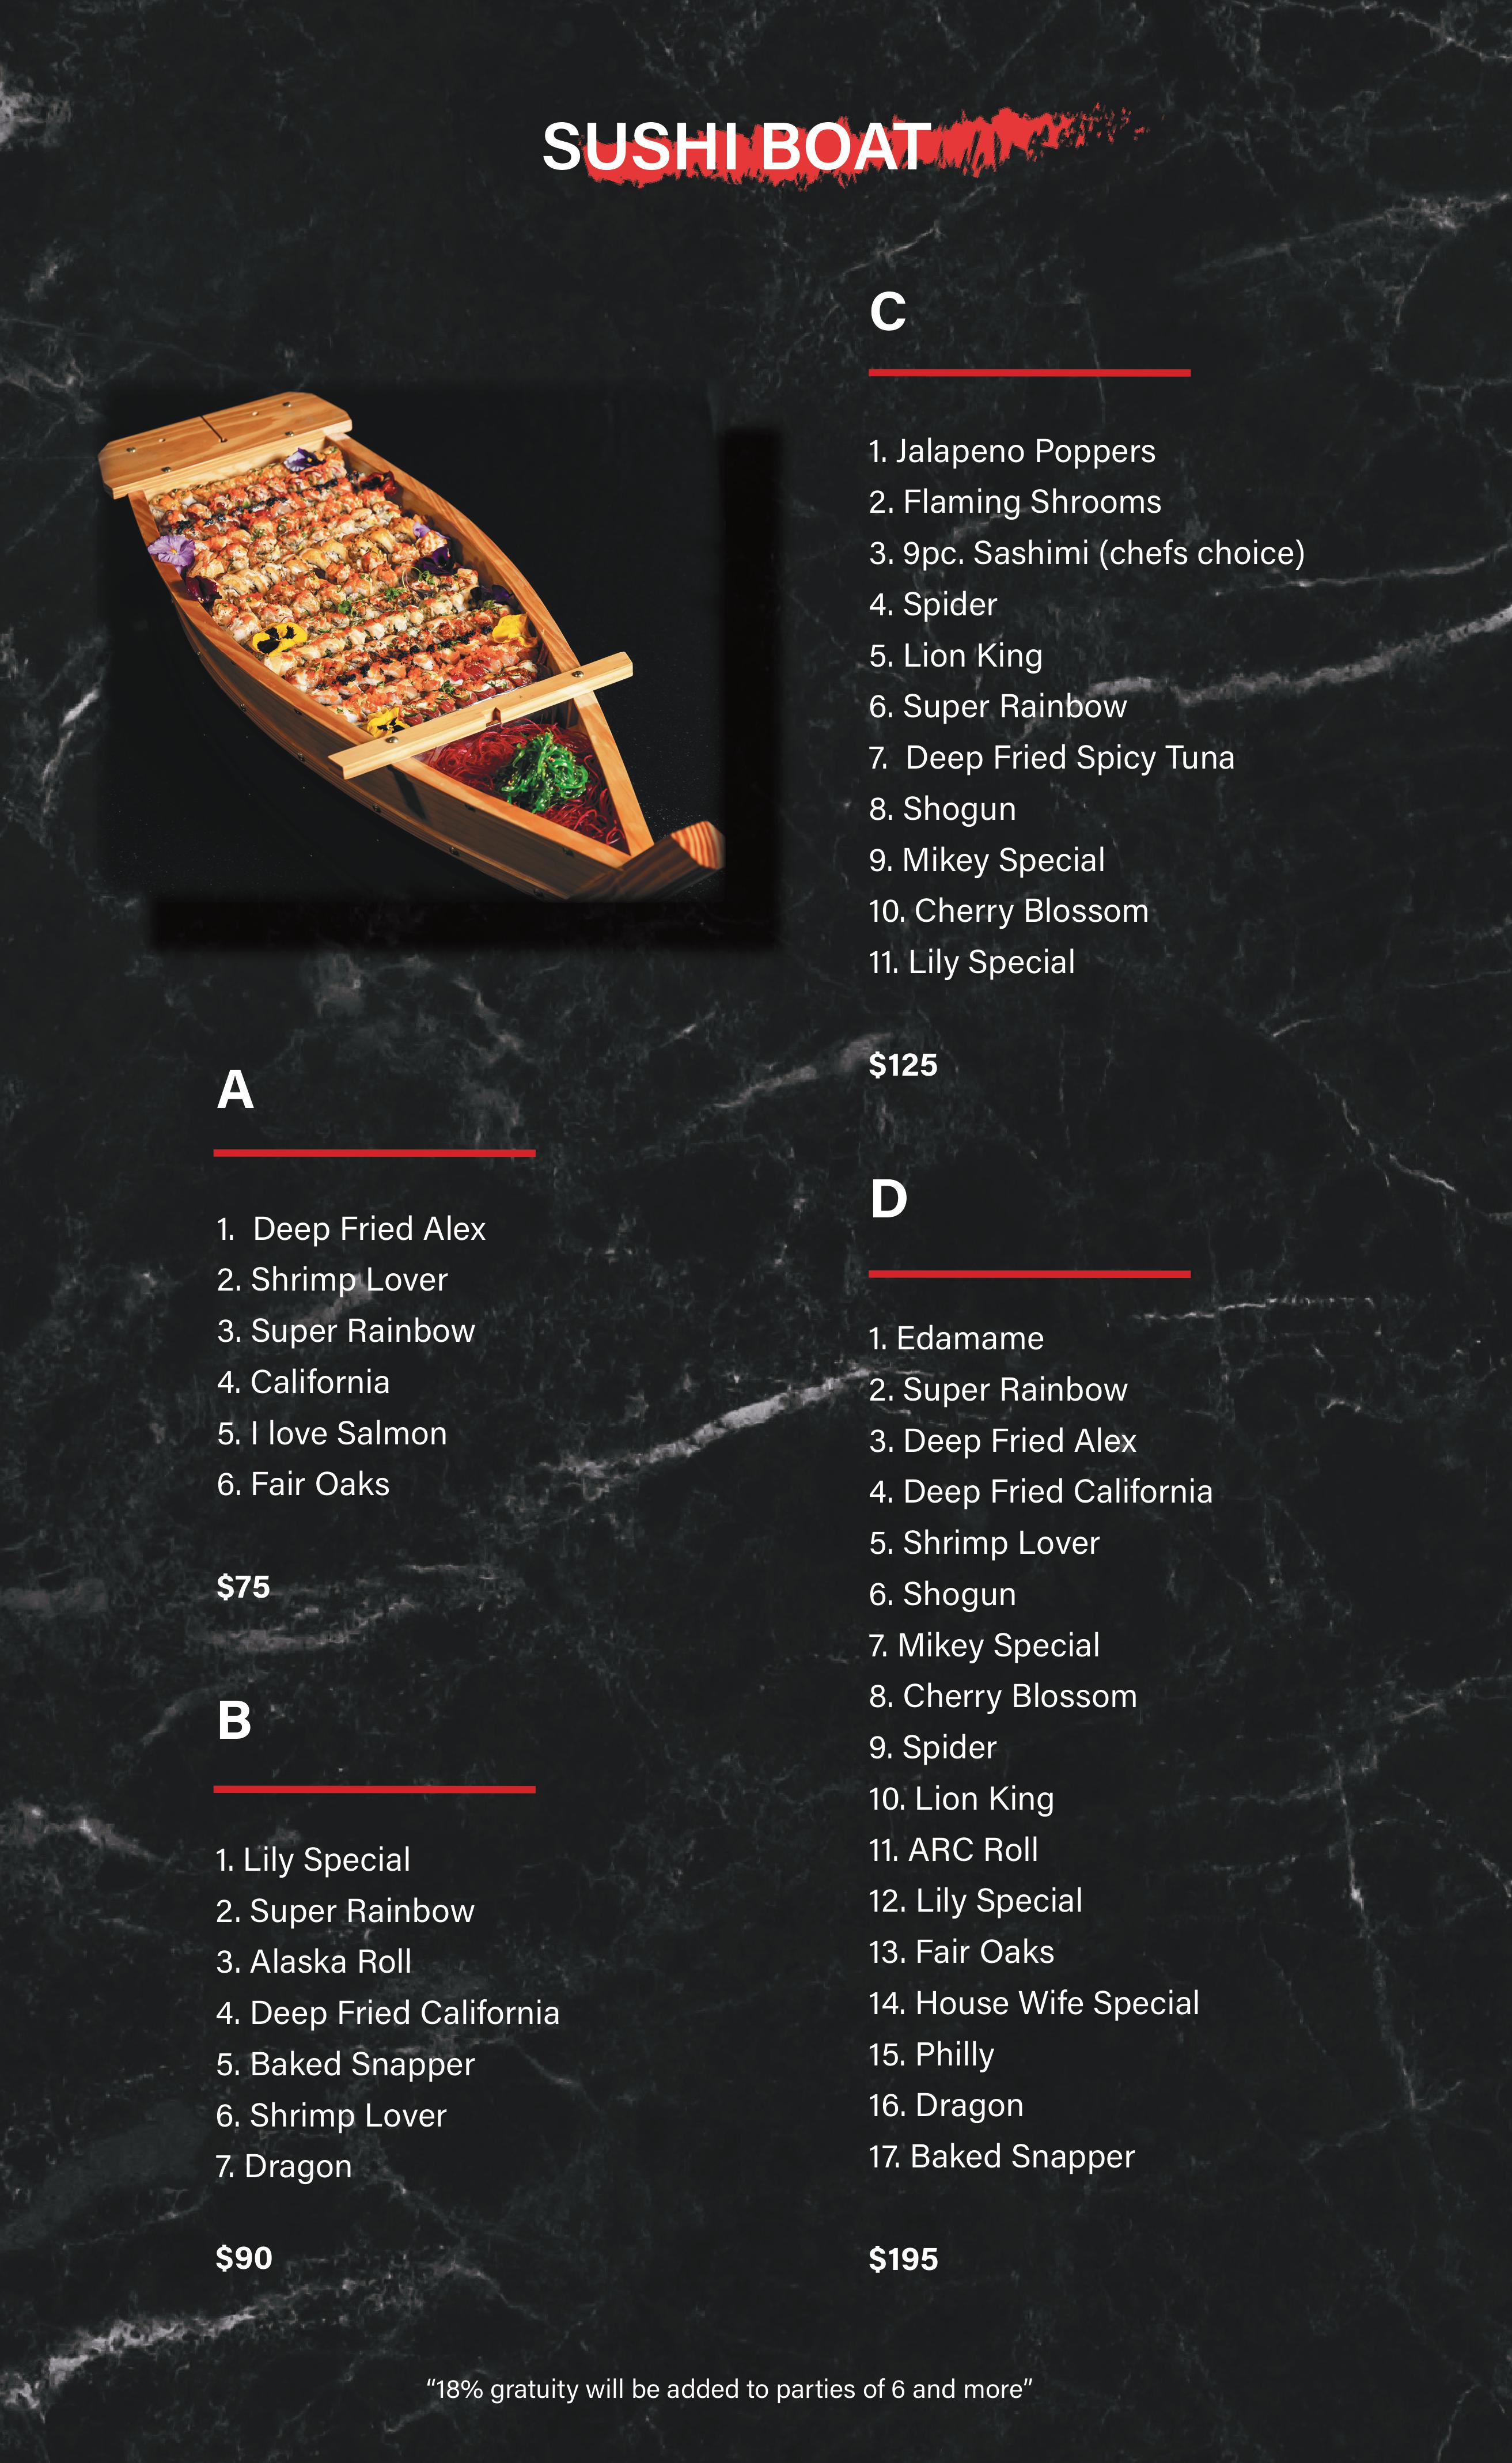 SUSHI BOAT
C
1. Jalapeno Poppers
2. Flaming Shrooms
3. 9pc. Sashimi (chefs choice)
4. Spider
5. Lion King
6. Super Rainbow
7. Deep Fried Spicy Tuna
8. Shogun
9. Mikey Special
10. Cherry Blossom
11. Lily Special
$125
A
1. Deep Fried Alex
2. Shrimp Lover
3. Super Rainbow
4. California
5. I love Salmon
6. Fair Oaks
$75
B
1. Lily Special
2. Super Rainbow
3. Alaska Roll
4. Deep Fried California
5. Baked Snapper
6. Shrimp Lover
7. Dragon
$90
D
1. Edamame
2. Super Rainbow
3. Deep Fried Alex
4. Deep Fried California
5. Shrimp Lover
6. Shogun
7. Mikey Special
8. Cherry Blossom
9. Spider
10. Lion King
11. ARC Roll
12. Lily Special
13. Fair Oaks
14. House Wife Special
15. Philly
16. Dragon
17. Baked Snapper
$195
“18% gratuity will be added to parties of 6 and more”